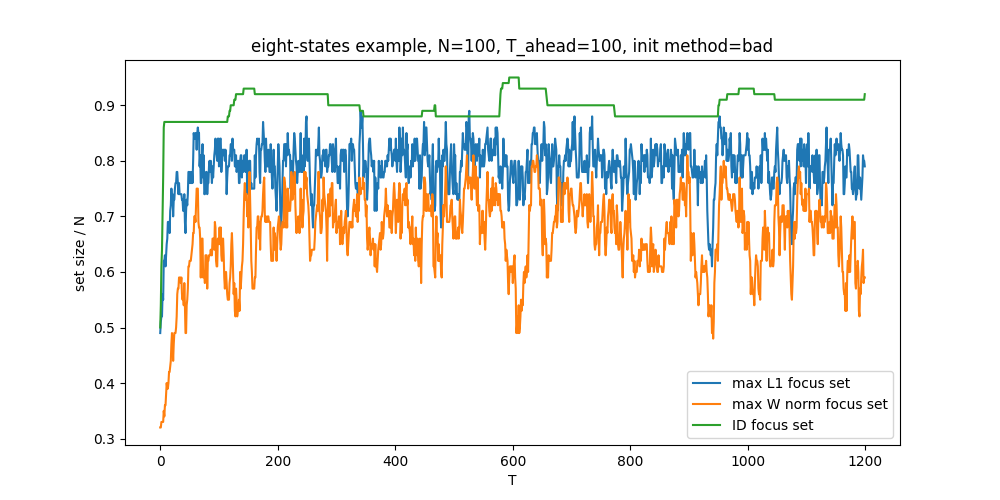 eight-states example, N=100, T_ahead=100, init method=bad
set size / N
0.9
0.8
0.7
0.6
0.5
0.4
0.3
0 200 400 600 800 1000 1200
T
max L1 focus set
max W norm focus set
ID focus set